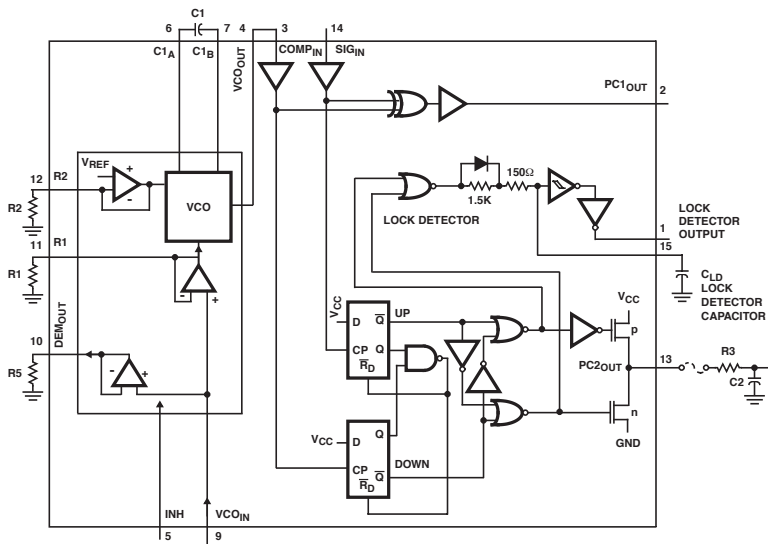 C1
6 7 4 3 14
C1A C1B VCOOUT COMPIN SIGIN
PC1OUT 2
VREF
+
-
12 R2
R2
VCO
150Ω
1.5K
LOCK DETECTOR
LOCK
DETECTOR
OUTPUT
1
15
11 R1
R1
- +
CLD
LOCK
DETECTOR
CAPACITOR
VCC
D Q̅ UP
CP Q
R̅D
VCC
p
10 DEMOUT
R5
- +
PC2OUT 13 R3
C2
VCC D Q
CP Q̅ DOWN
R̅D
n
GND
INH VCOIN
5 9